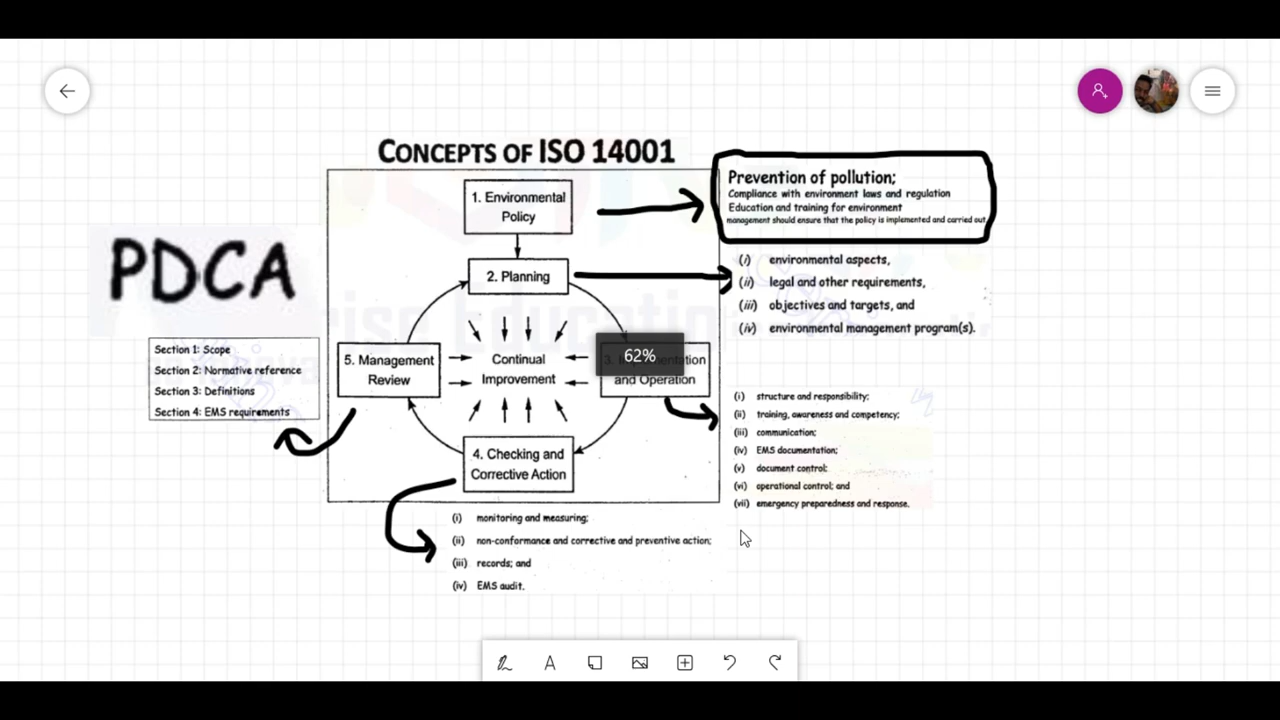 CONCEPTS OF ISO 14001
1. Environmental
Policy
Prevention of pollution;
Compliance with environment laws and regulation
Education and training for environment
management should ensure that the policy is implemented and carried out
PDCA
2. Planning
(i) environmental aspects,
(ii) legal and other requirements,
(iii) objectives and targets, and
(iv) environmental management program(s).
Section 1: Scope
Section 2: Normative reference
Section 3: Definitions
Section 4: EMS requirements
5. Management
Review
Continual
Improvement
62%
and Operation
(i) structure and responsibility;
(ii) training, awareness and competency;
(iii) communication;
(iv) EMS documentation;
(v) document control;
(vi) operational control; and
(vii) emergency preparedness and response.
4. Checking and
Corrective Action
(i) monitoring and measuring;
(ii) non-conformance and corrective and preventive action;
(iii) records; and
(iv) EMS audit.
A